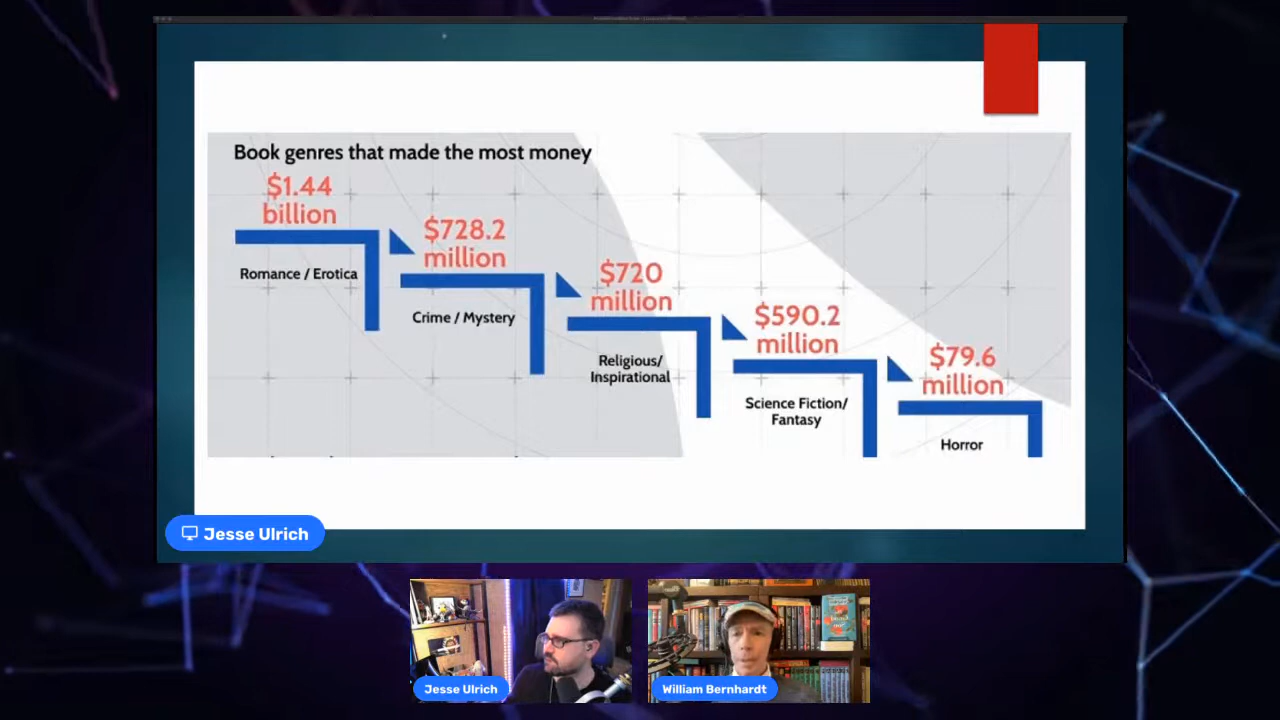 Book genres that made the most money
$1.44
billion
Romance / Erotica
$728.2
million
Crime / Mystery
$720
million
Religious/
Inspirational
$590.2
million
Science Fiction/
Fantasy
$79.6
million
Horror
Jesse Ulrich
Jesse Ulrich
William Bernhardt